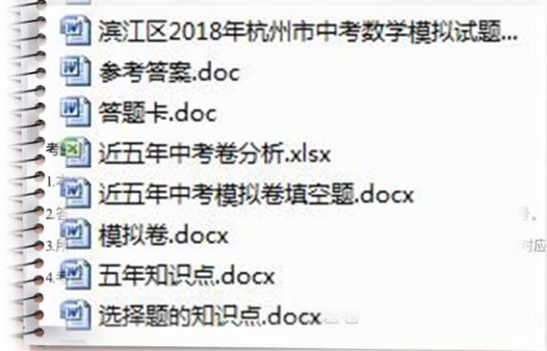 滨江区2018年杭州市中考数学模拟试题...
参考答案.doc
答题卡.doc
近五年中考卷分析.xlsx
近五年中考模拟卷填空题.docx
模拟卷.docx
五年知识点.docx
选择题的知识点.docx